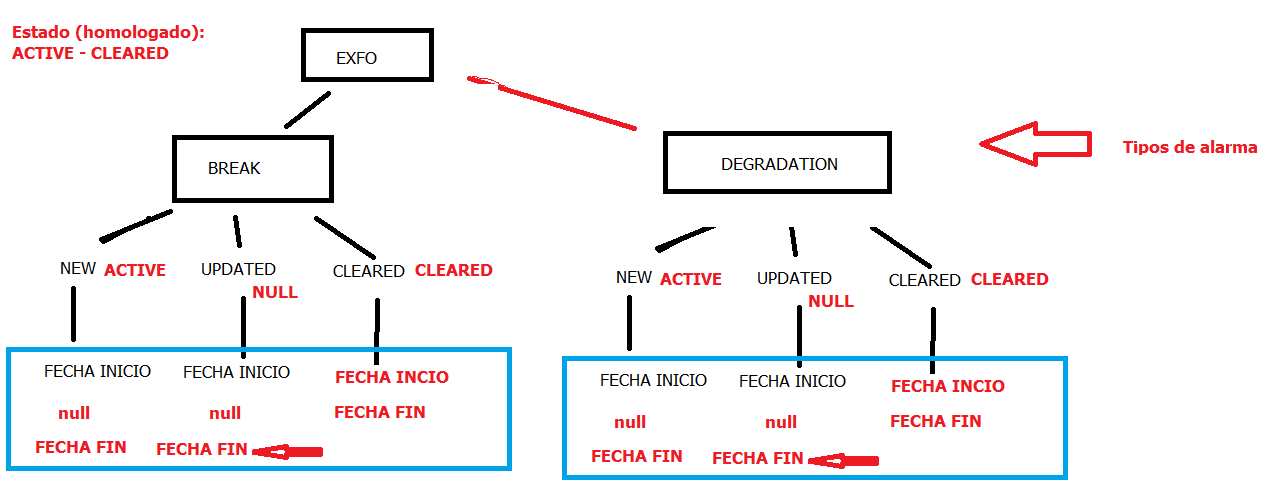 Estado (homologado):
ACTIVE - CLEARED
EXFO
BREAK
DEGRADATION
Tipos de alarma
NEW ACTIVE
UPDATED
NULL
CLEARED CLEARED
NEW ACTIVE
UPDATED
NULL
CLEARED CLEARED
FECHA INICIO
null
FECHA FIN
FECHA INICIO
null
FECHA FIN
FECHA INCIO
FECHA FIN
FECHA INICIO
null
FECHA FIN
FECHA INICIO
null
FECHA FIN
FECHA INCIO
FECHA FIN